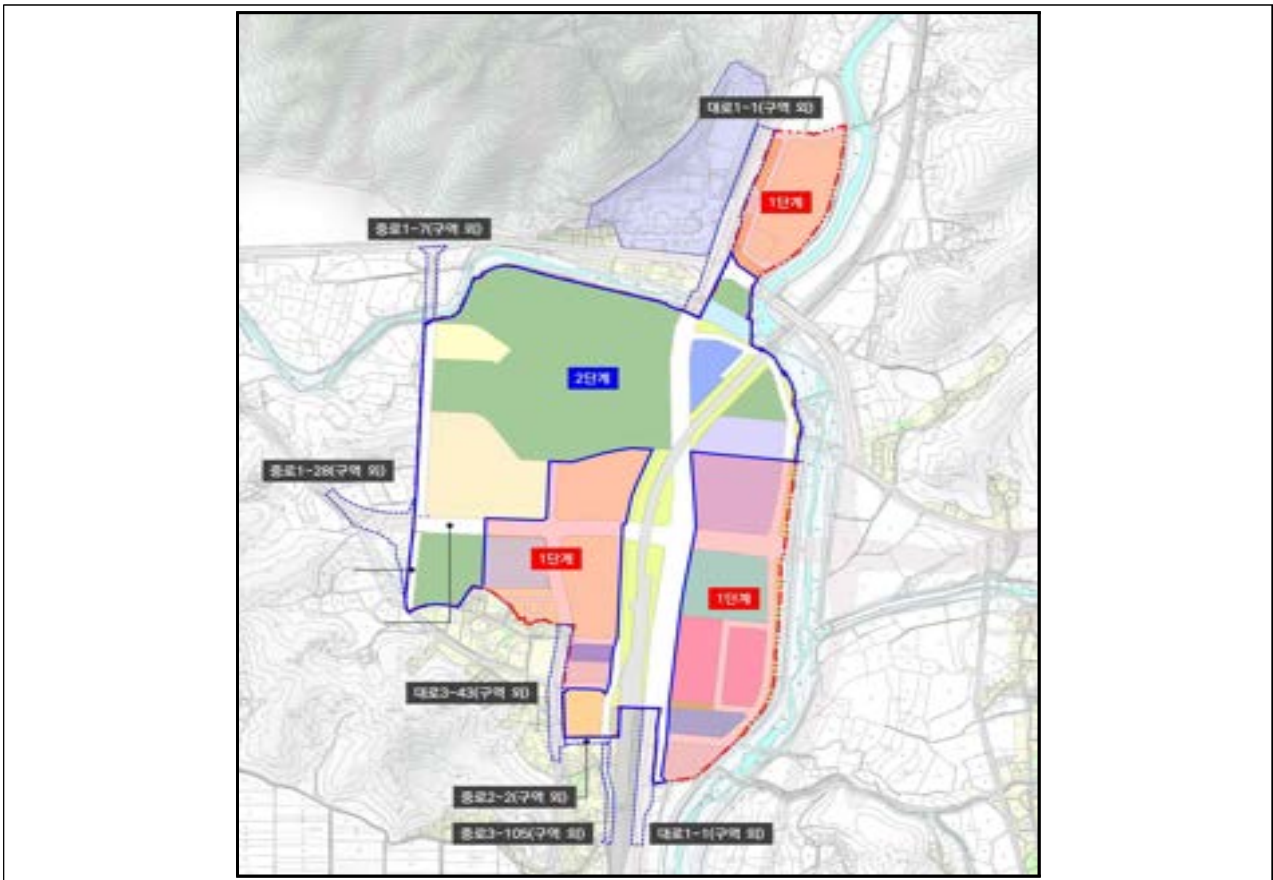 대로1-1(구역 외)
1단계
중로1-7(구역 외)
2단계
중로1-28(구역 외)
1단계
1단계
대로3-43(구역 외)
중로2-2(구역 외)
중로3-105(구역 외)
대로1-1(구역 외)